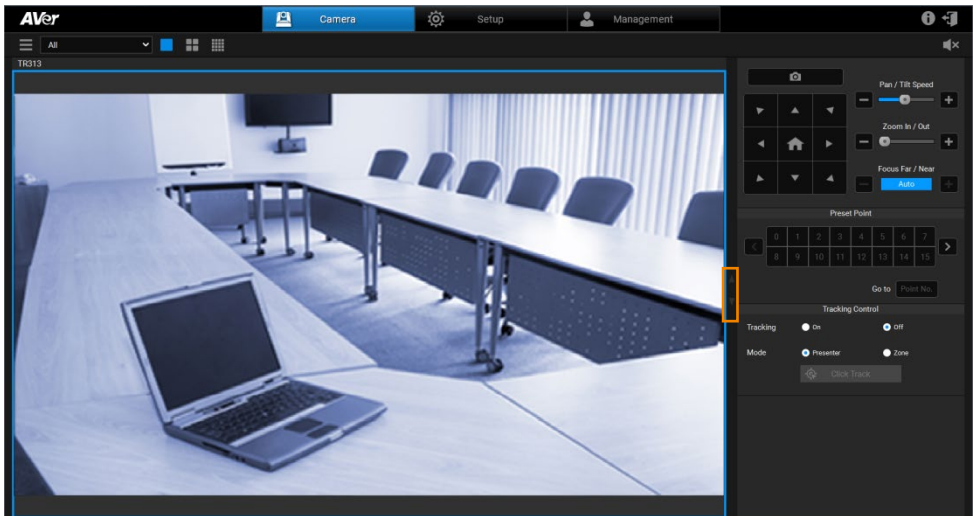 AVer
Camera
Setup
Management
All
TR313
Pan / Tilt Speed
Zoom In / Out
Focus Far / Near
Auto
Preset Point
0 1 2 3 4 5 6 7
8 9 10 11 12 13 14 15
Go to Point No.
Tracking Control
Tracking On Off
Mode Presenter Zone
Click Track